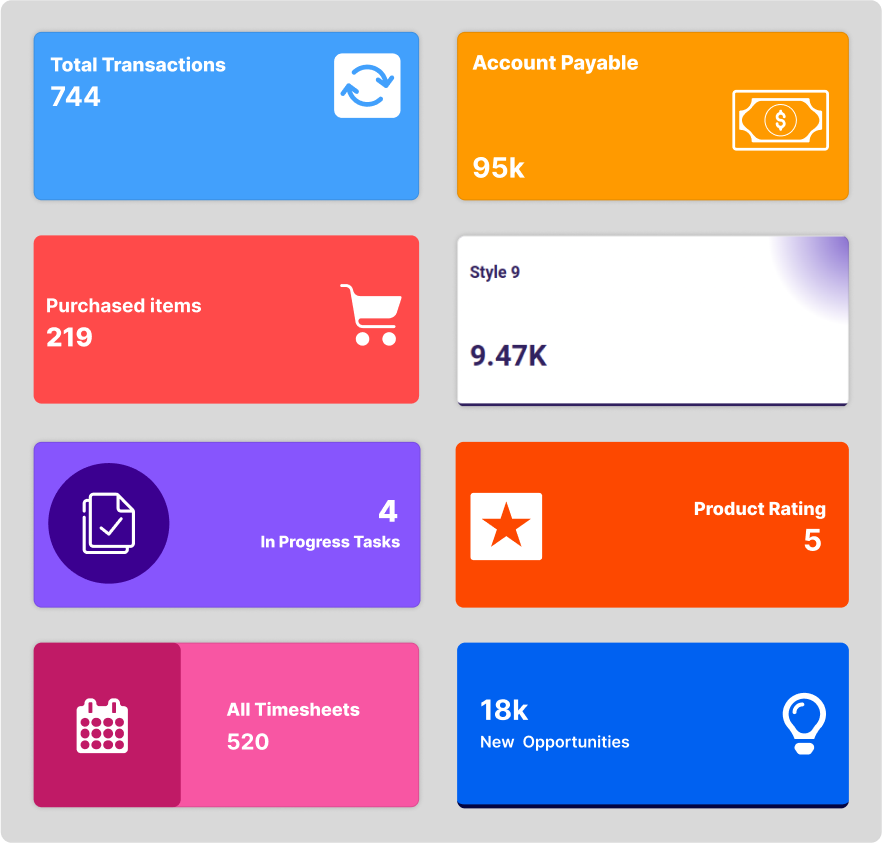 Total Transactions
744
Account Payable
$
95k
Purchased items
219
Style 9
9.47K
4
In Progress Tasks
Product Rating
5
All Timesheets
520
18k
New Opportunities